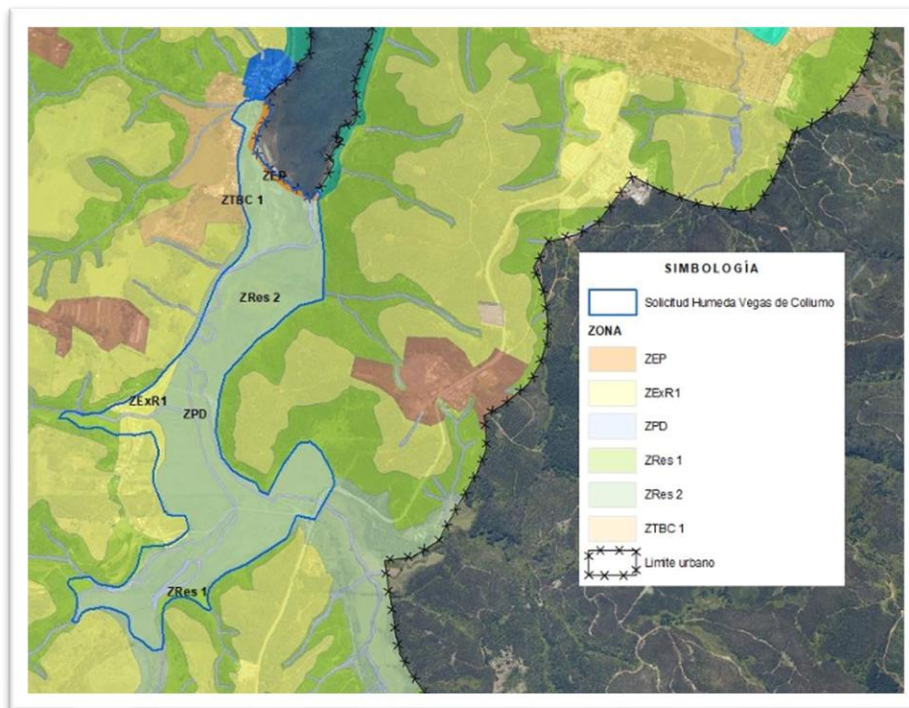 ZEP
ZTBC 1
ZRes 2
ZExR1
ZPD
ZRes 1
SIMBOLOGÍA
Solicitud Humeda Vegas de Coliumo
ZONA
ZEP
ZExR1
ZPD
ZRes 1
ZRes 2
ZTBC 1
Limite urbano